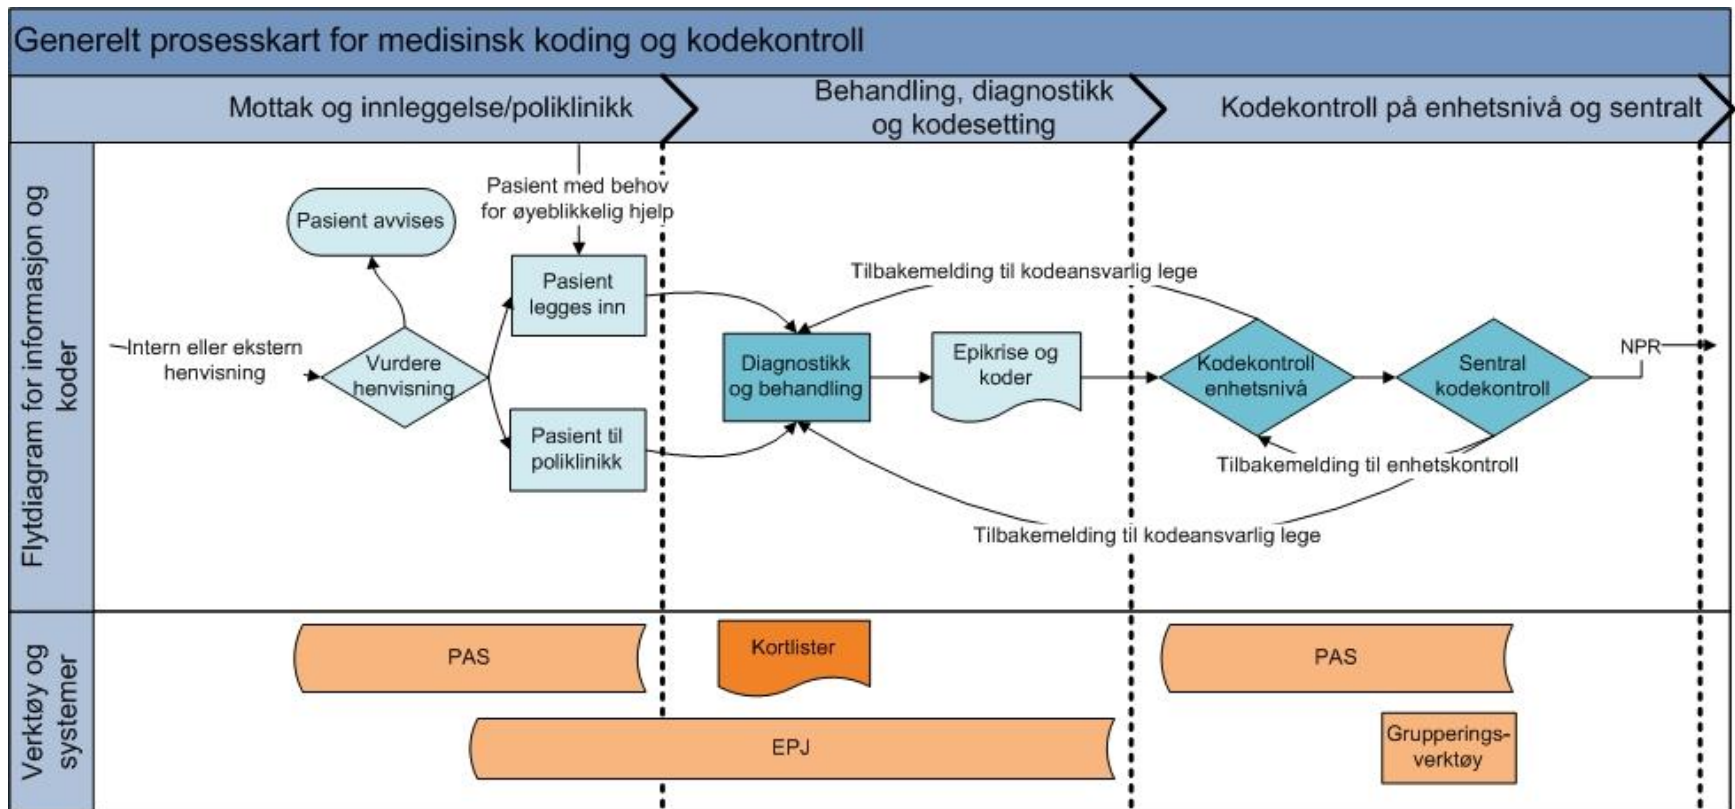 Generelt prosesskart for medisinsk koding og kodekontroll
Mottak og innleggelse/poliklinikk
Behandling, diagnostikk
og kodesetting
Kodekontroll på enhetsnivå og sentralt
Flytdiagram for informasjon og
koder
Pasient med behov
for øyeblikkelig hjelp
Pasient avvises
Pasient
legges inn
Intern eller ekstern
henvisning
Vurdere
henvisning
Pasient til
poliklinikk
Tilbakemelding til kodeansvarlig lege
Diagnostikk
og behandling
Epikrise og
koder
Kodekontroll
enhetsnivå
Sentral
kodekontroll
NPR
Tilbakemelding til enhetskontroll
Tilbakemelding til kodeansvarlig lege
Verktøy og
systemer
PAS
Kortlister
PAS
EPJ
Grupperings-
verktøy